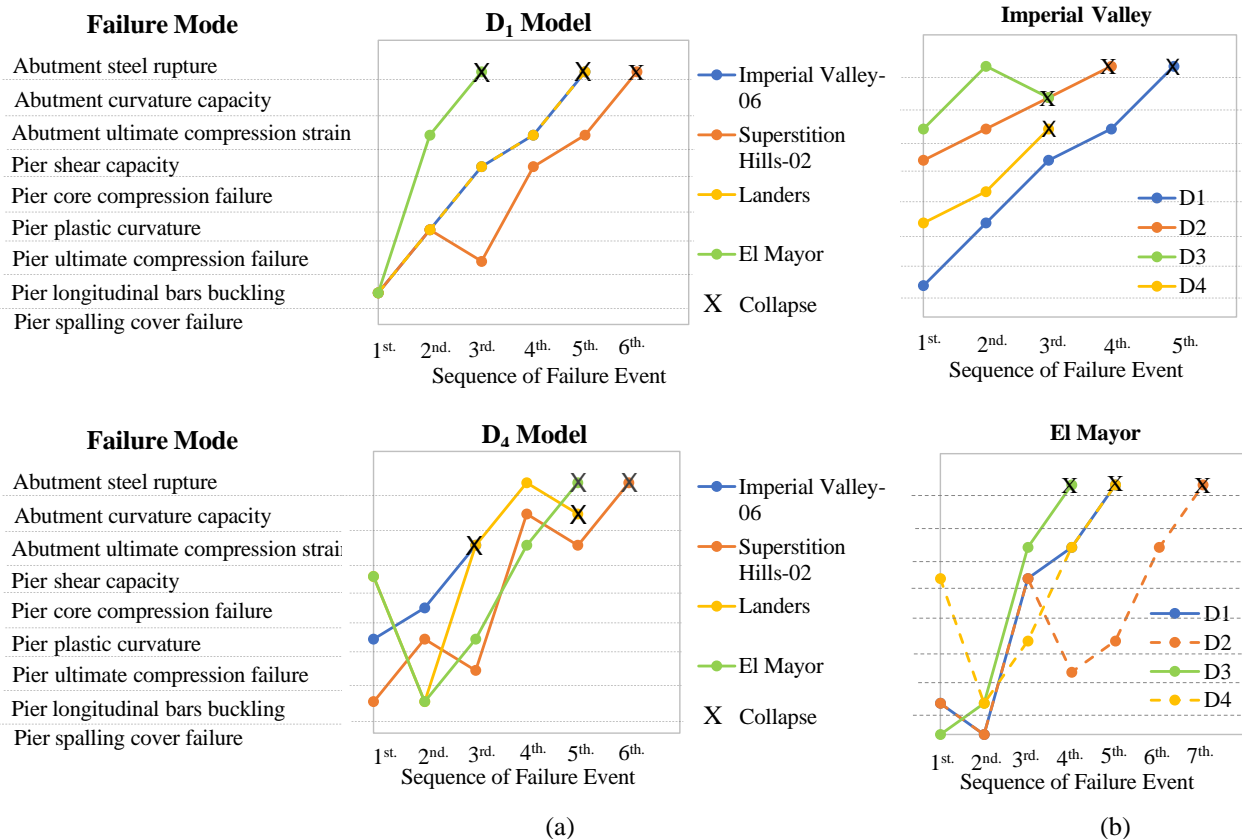 Failure Mode
D1 Model
Abutment steel rupture
Abutment curvature capacity
Abutment ultimate compression strain
Pier shear capacity
Pier core compression failure
Pier plastic curvature
Pier ultimate compression failure
Pier longitudinal bars buckling
Pier spalling cover failure
X
X
X
1st.
2nd.
3rd.
4th.
5th.
6th.
Sequence of Failure Event
Imperial Valley-
06
Superstition
Hills-02
Landers
El Mayor
X Collapse
Imperial Valley
X
X
X
X
D1
D2
D3
D4
1st.
2nd.
3rd.
4th.
5th.
Sequence of Failure Event
Failure Mode
D4 Model
Abutment steel rupture
Abutment curvature capacity
Abutment ultimate compression strain
Pier shear capacity
Pier core compression failure
Pier plastic curvature
Pier ultimate compression failure
Pier longitudinal bars buckling
Pier spalling cover failure
X
X
X
X
1st.
2nd.
3rd.
4th.
5th.
6th.
Sequence of Failure Event
Imperial Valley-
06
Superstition
Hills-02
Landers
El Mayor
X Collapse
El Mayor
X
X
X
D1
D2
D3
D4
1st.
2nd.
3rd.
4th.
5th.
6th.
7th.
Sequence of Failure Event
(a)
(b)